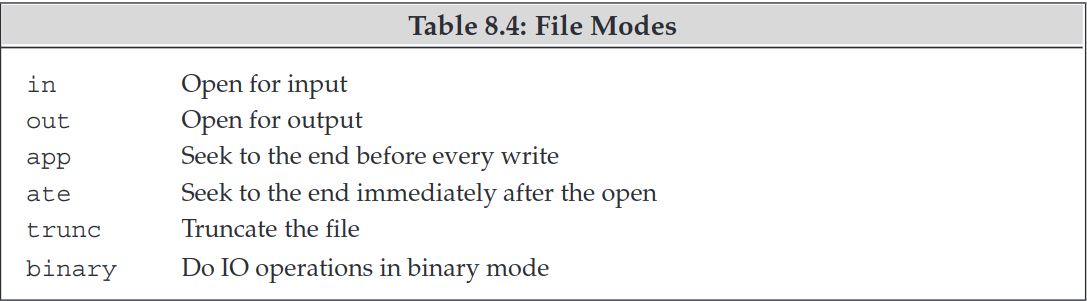 Table 8.4: File Modes
in Open for input
out Open for output
app Seek to the end before every write
ate Seek to the end immediately after the open
trunc Truncate the file
binary Do IO operations in binary mode